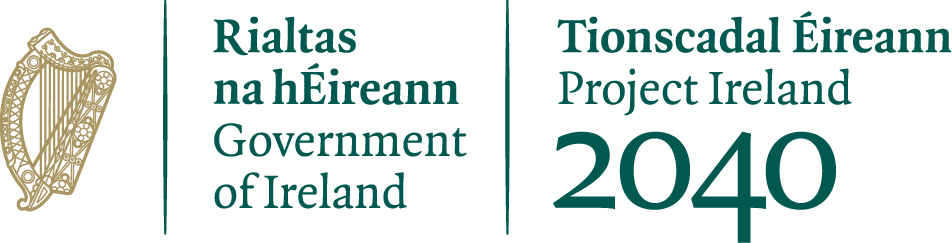 Rialtas
na hÉireann
Government
of Ireland
Tionscadal Éireann
Project Ireland
2040